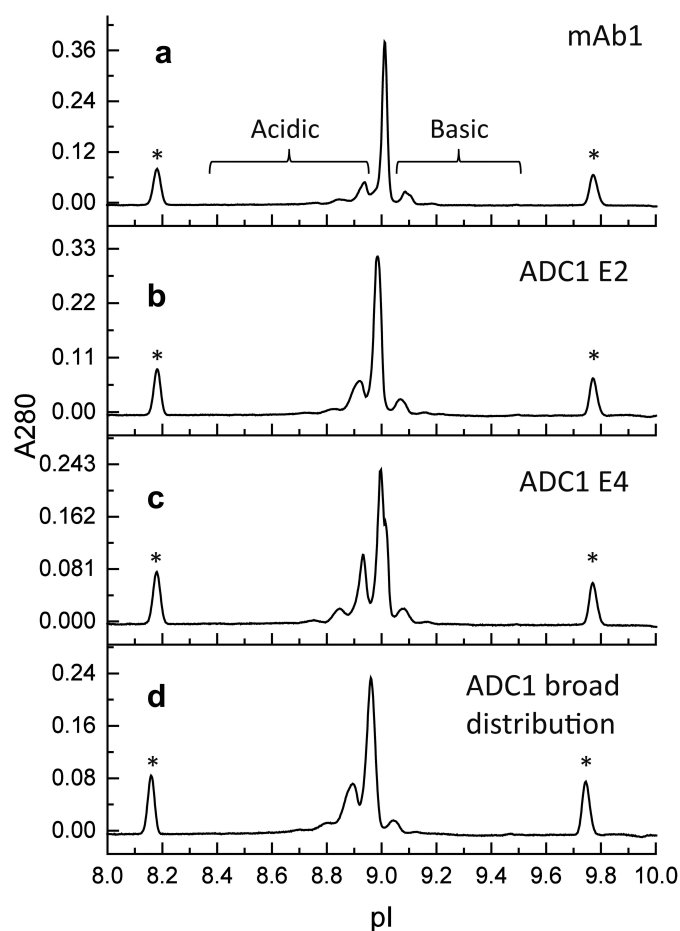 a
mAb1
0.36
0.24
0.12
0.00
Acidic
Basic
*
*
b
ADC1 E2
0.33
0.22
0.11
0.00
*
*
A280
c
ADC1 E4
0.243
0.162
0.081
0.000
*
*
d
ADC1 broad
distribution
0.24
0.16
0.08
0.00
*
*
8.0 8.2 8.4 8.6 8.8 9.0 9.2 9.4 9.6 9.8 10.0
pI